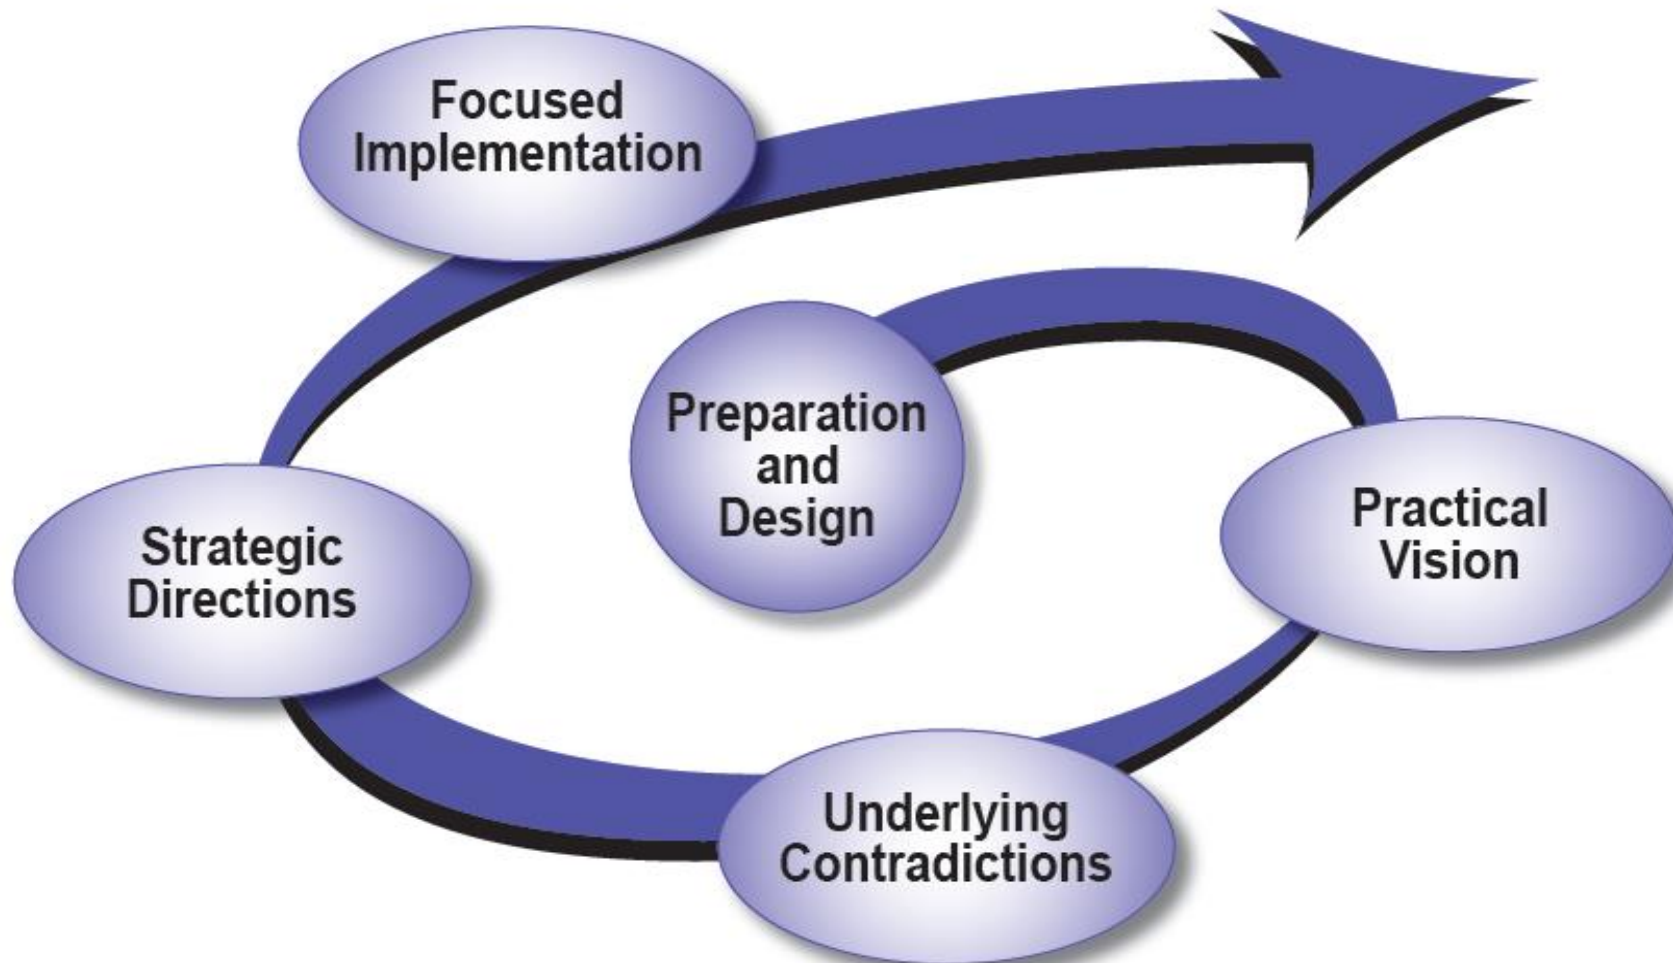 Focused
Implementation
Preparation
and
Design
Practical
Vision
Strategic
Directions
Underlying
Contradictions